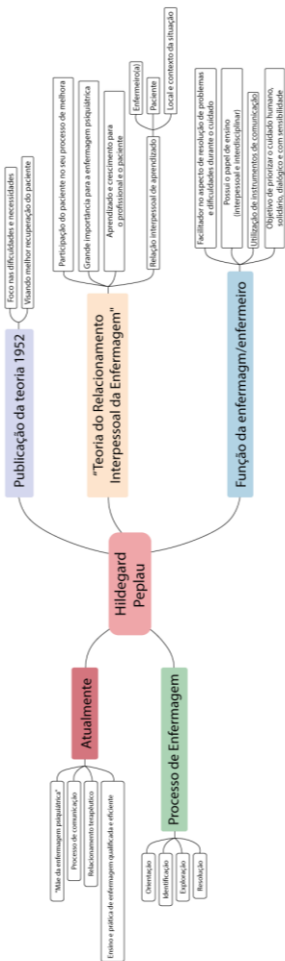 Hildegard
Peplau
Publicação da teoria 1952
Foco nas dificuldades e necessidades
Visando melhor recuperação do paciente
"Teoria do Relacionamento
Interpessoal da Enfermagem"
Participação do paciente no seu processo de melhora
Grande importância para a enfermagem psiquiátrica
Aprendizado e crescimento para
o profissional e o paciente
Relação interpessoal de aprendizado
Enfermeiro(a)
Paciente
Local e contexto da situação
Função da enfermagm/enfermeiro
Facilitador no aspecto de resolução de problemas
e dificuldades durante o cuidado
Possui o papel de ensino
(interpessoal e interdisciplinar)
Utilização de instrumentos de comunicação
Objetivo de priorizar o cuidado humano,
solidário, dialógico e com sensibilidade
Atualmente
"Mãe da enfermagem psiquiátrica"
Processo de comunicação
Relacionamento terapêutico
Ensino e prática de enfermagem qualificada e eficiente
Processo de Enfermagem
Orientação
Identificação
Exploração
Resolução